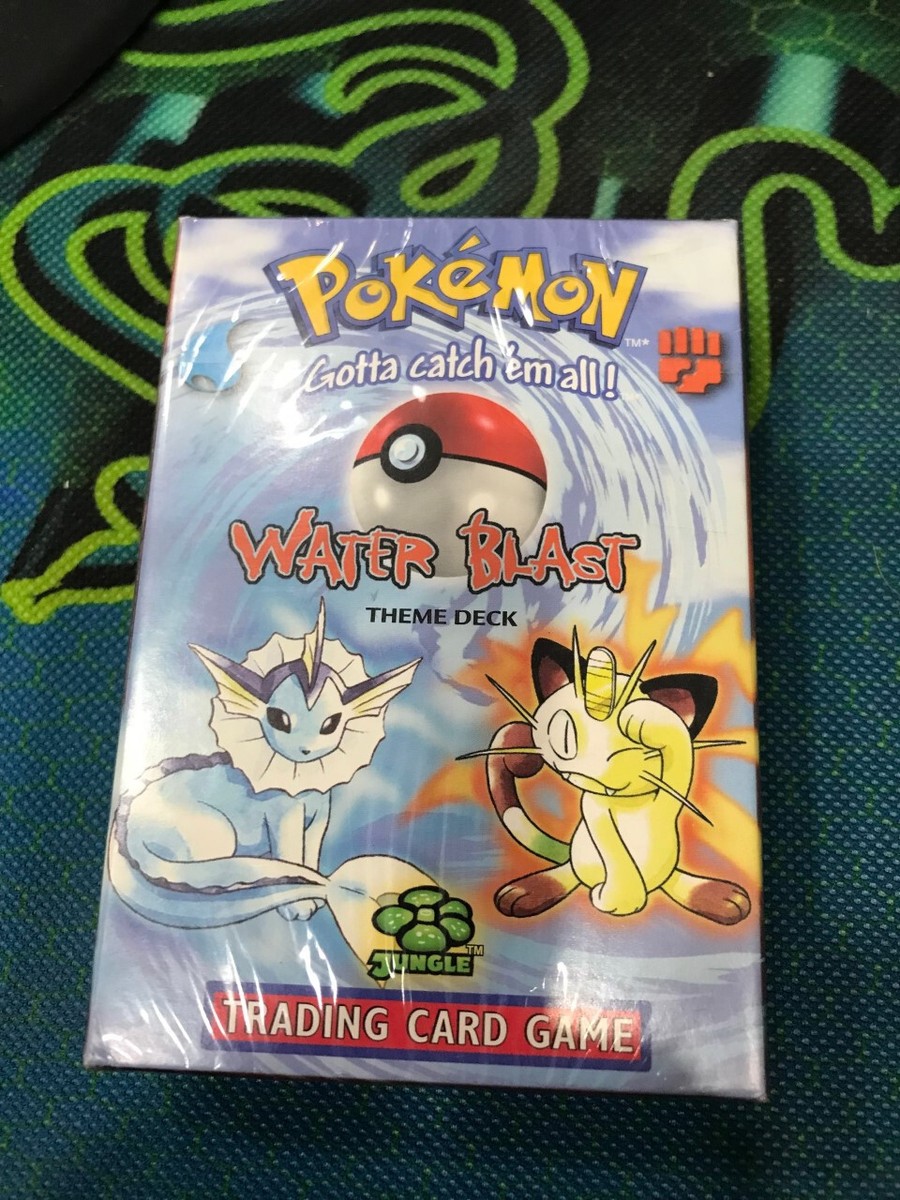 POKéMON
TM*
Gotta catch 'em all!
WATER BLAST
THEME DECK
JUNGLE TM
TRADING CARD GAME